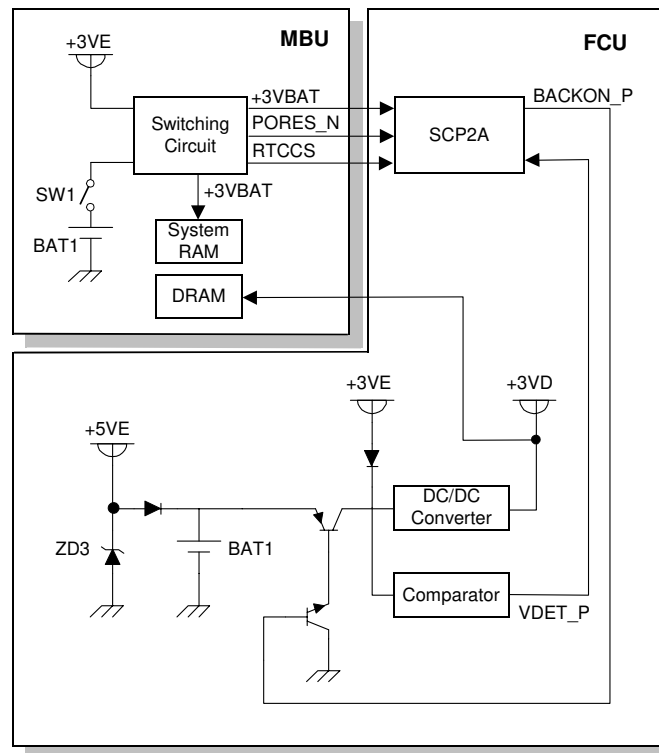 MBU
FCU
+3VE
+3VBAT
PORES_N
RTCCS
Switching
Circuit
SCP2A
BACKON_P
+3VBAT
SW1
BAT1
System
RAM
DRAM
+3VE
+3VD
+5VE
DC/DC
Converter
ZD3
BAT1
Comparator
VDET_P